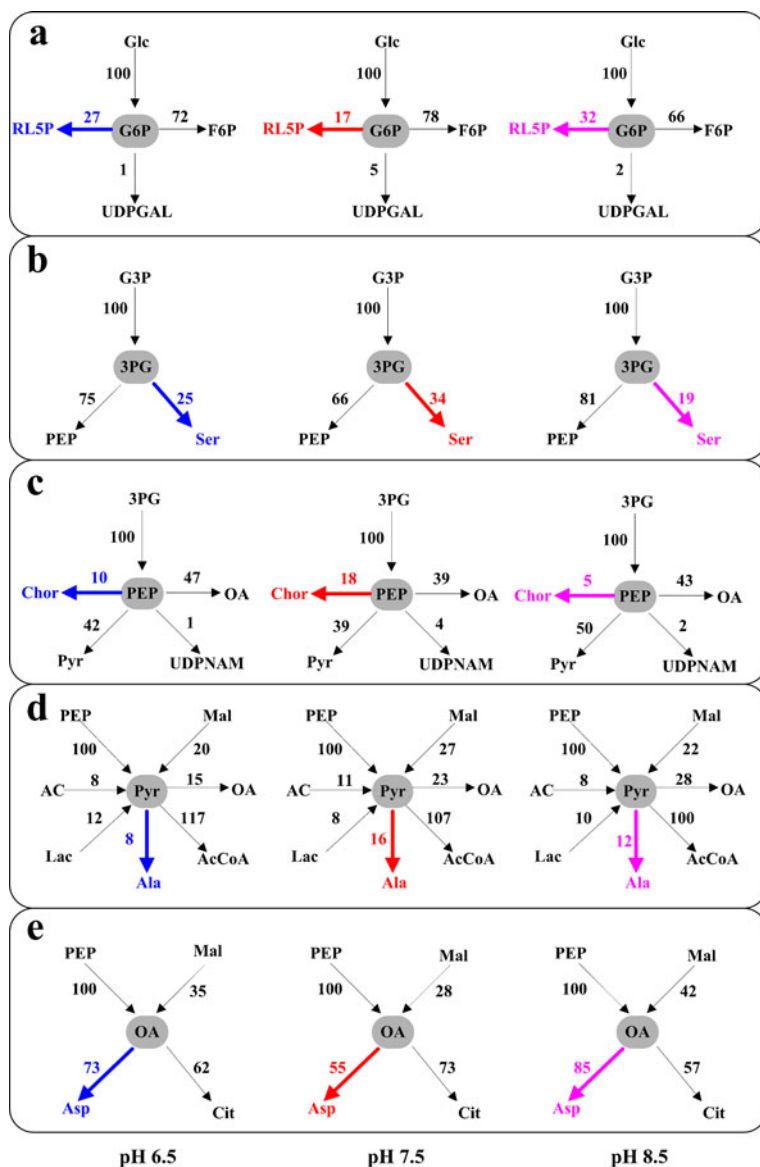 a
Glc Glc Glc
100 100 100
RL5P 27 G6P 72 F6P RL5P 17 G6P 78 F6P RL5P 32 G6P 66 F6P
1 5 2
UDPGAL UDPGAL UDPGAL
b
G3P G3P G3P
100 100 100
3PG 3PG 3PG
75 25 66 34 81 19
PEP Ser PEP Ser PEP Ser
c
3PG 3PG 3PG
100 100 100
Chor 10 PEP 47 OA Chor 18 PEP 39 OA Chor 5 PEP 43 OA
42 1 39 4 50 2
Pyr UDPNAM Pyr UDPNAM Pyr UDPNAM
d
PEP Mal PEP Mal PEP Mal
100 20 100 27 100 22
AC 8 Pyr 15 OA AC 11 Pyr 23 OA AC 8 Pyr 28 OA
12 117 8 107 10 100
8 16 12
Lac AcCoA Lac AcCoA Lac AcCoA
Ala Ala Ala
e
PEP Mal PEP Mal PEP Mal
100 35 100 28 100 42
OA OA OA
73 62 55 73 85 57
Asp Cit Asp Cit Asp Cit
pH 6.5 pH 7.5 pH 8.5